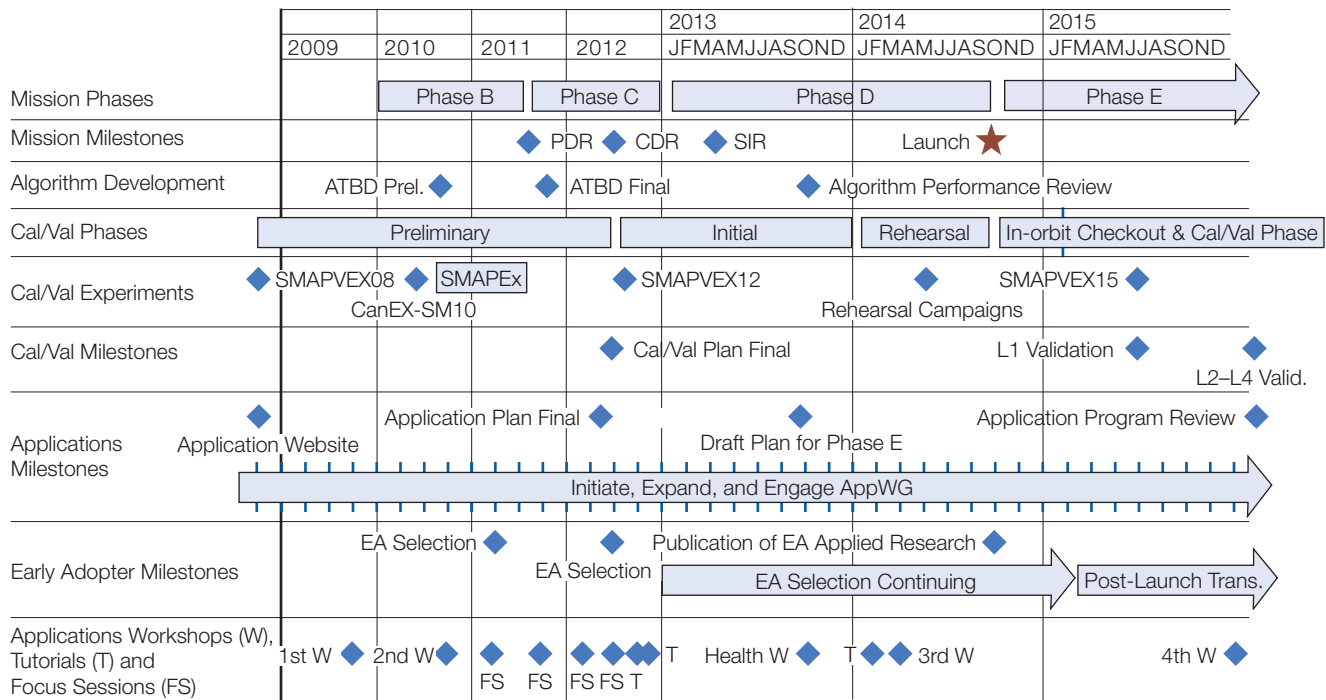 2013 2014 2015
2009 2010 2011 2012 JFMAMJJASOND JFMAMJJASOND JFMAMJJASOND
Mission Phases Phase B Phase C Phase D Phase E
Mission Milestones PDR CDR SIR Launch
Algorithm Development ATBD Prel. ATBD Final Algorithm Performance Review
Cal/Val Phases Preliminary Initial Rehearsal In-orbit Checkout & Cal/Val Phase
Cal/Val Experiments SMAPVEX08 SMAPEx SMAPVEX12 SMAPVEX15
CanEX-SM10 Rehearsal Campaigns
Cal/Val Milestones Cal/Val Plan Final L1 Validation
L2–L4 Valid.
Application Plan Final Application Program Review
Applications
Milestones
Application Website Draft Plan for Phase E
Initiate, Expand, and Engage AppWG
EA Selection Publication of EA Applied Research
Early Adopter Milestones EA Selection
EA Selection Continuing Post-Launch Trans.
Applications Workshops (W),
Tutorials (T) and
Focus Sessions (FS)
1st W 2nd W T Health W T 3rd W 4th W
FS FS FS FS T